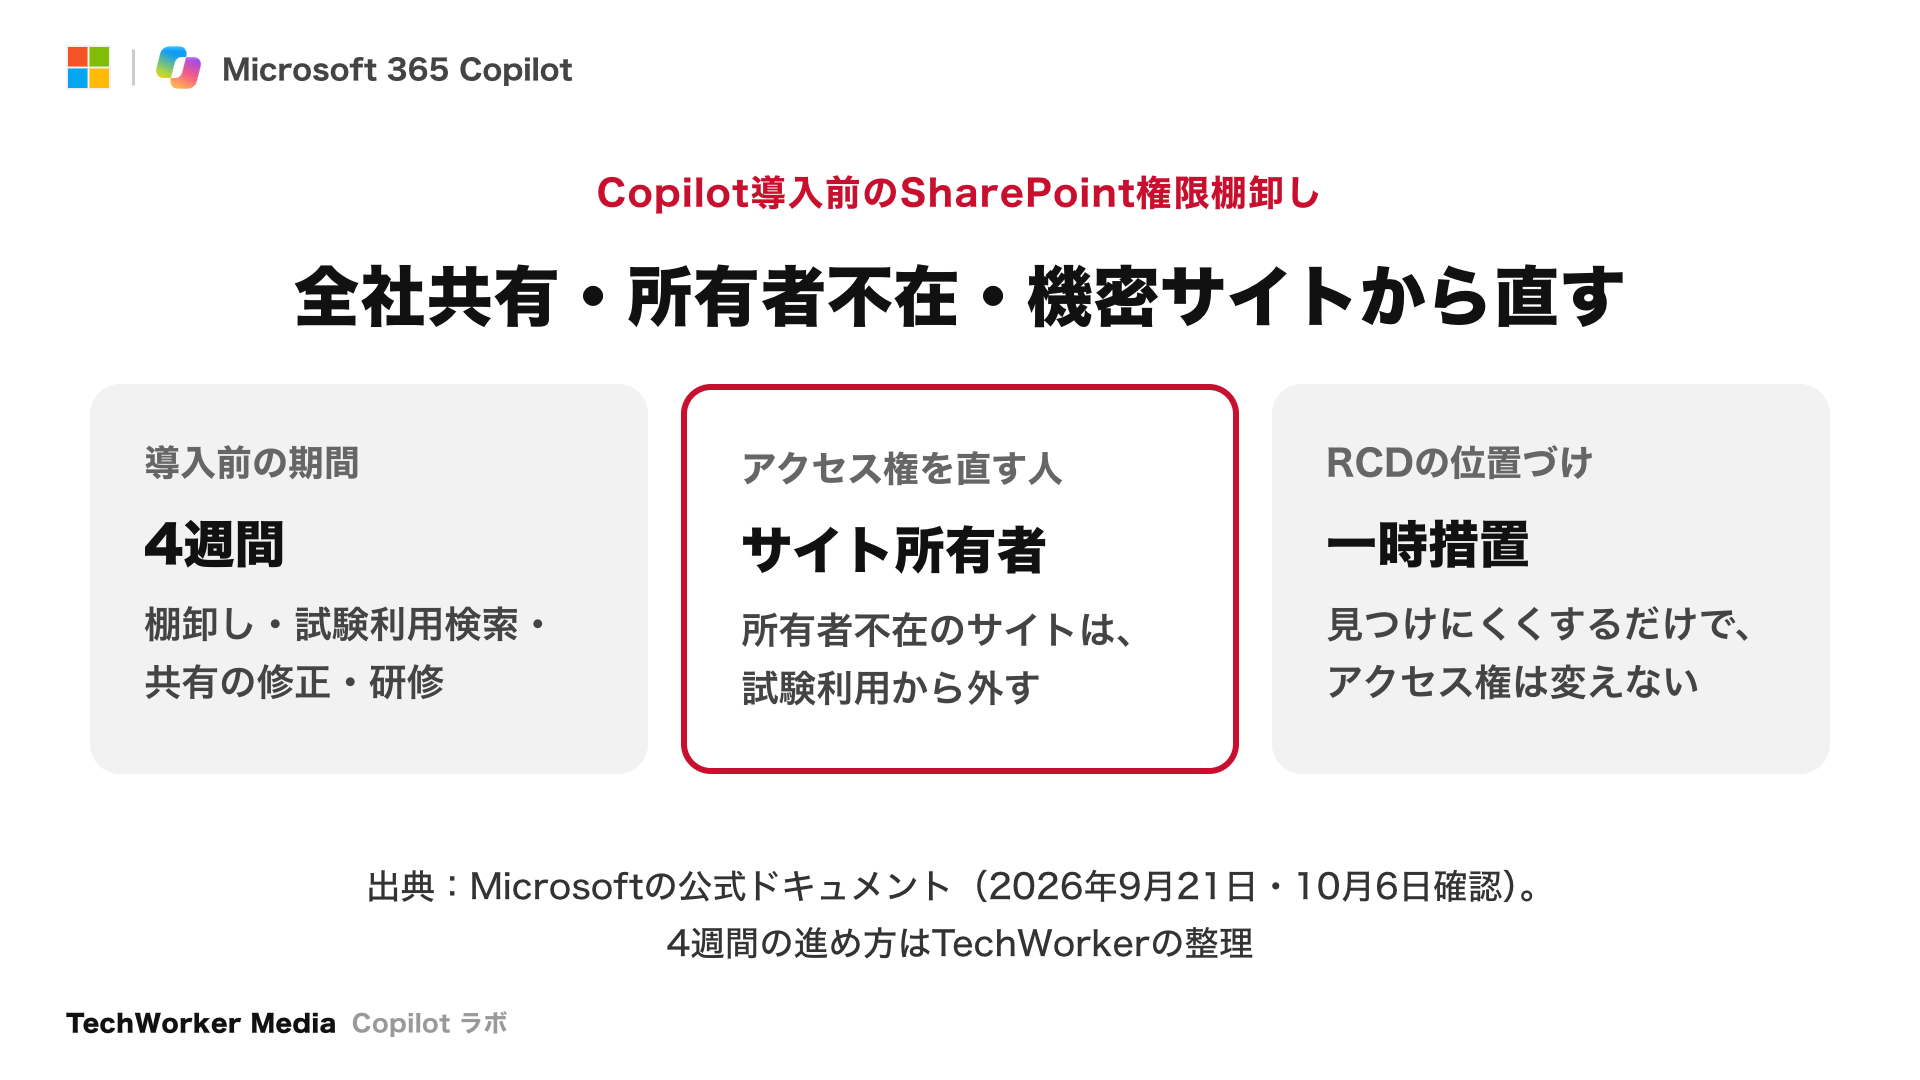 Microsoft 365 Copilot
Copilot導入前のSharePoint権限棚卸し
全社共有・所有者不在・機密サイトから直す
導入前の期間
4週間
棚卸し・試験利用検索・
共有の修正・研修
アクセス権を直す人
サイト所有者
所有者不在のサイトは、
試験利用から外す
RCDの位置づけ
一時措置
見つけにくくするだけで、
アクセス権は変えない
出典：Microsoftの公式ドキュメント（2026年9月21日・10月6日確認）。
4週間の進め方はTechWorkerの整理
TechWorker Media Copilot ラボ